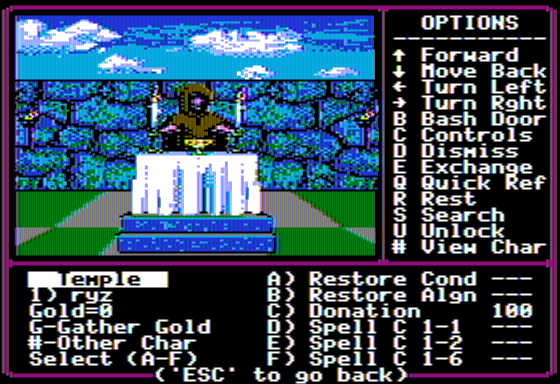 OPTIONS
------------
↑ Forward
↓ Move Back
← Turn Left
→ Turn Rght
B Bash Door
C Controls
D Dismiss
E Exchange
Q Quick Ref
R Rest
S Search
U Unlock
# View Char
Temple
1) ryz
Gold=0
G-Gather Gold
#-Other Char
Select (A-F)
A) Restore Cond ---
B) Restore Algn ---
C) Donation 100
D) Spell C 1-1 ---
E) Spell C 1-2 ---
F) Spell C 1-6 ---
('ESC' to go back)